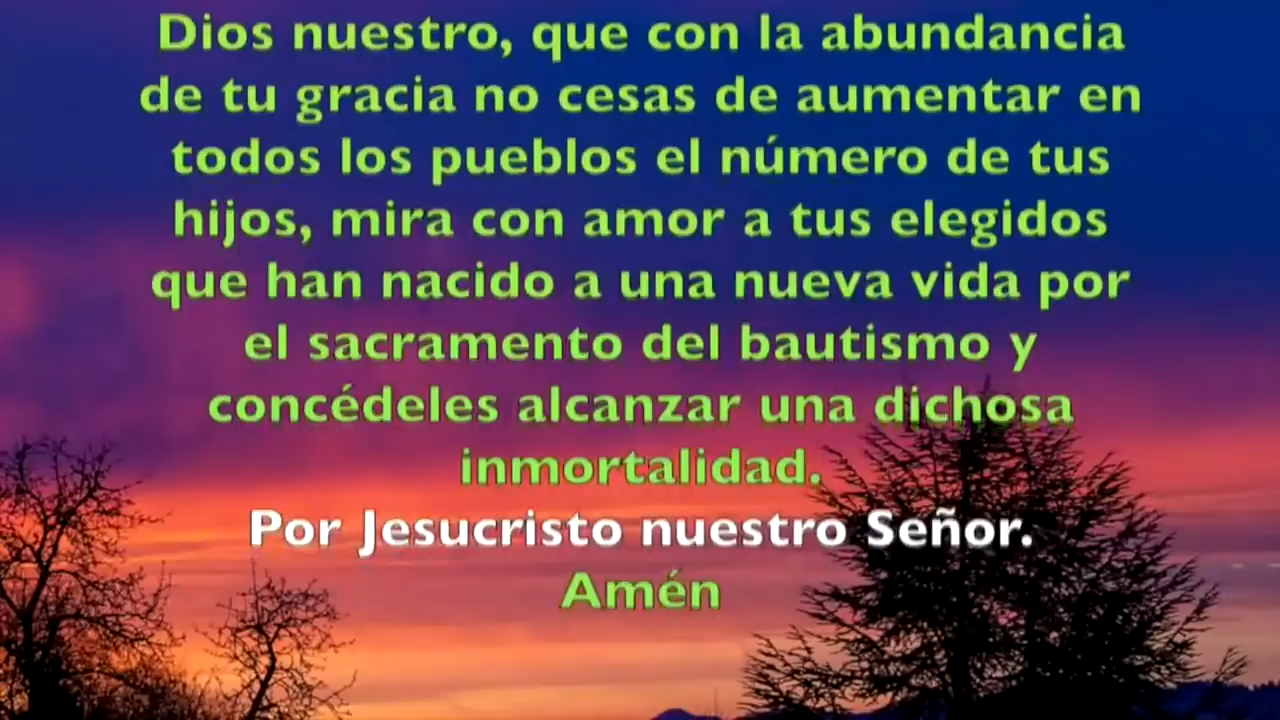 Dios nuestro, que con la abundancia
de tu gracia no cesas de aumentar en
todos los pueblos el número de tus
hijos, mira con amor a tus elegidos
que han nacido a una nueva vida por
el sacramento del bautismo y
concédeles alcanzar una dichosa
inmortalidad.
Por Jesucristo nuestro Señor.
Amén